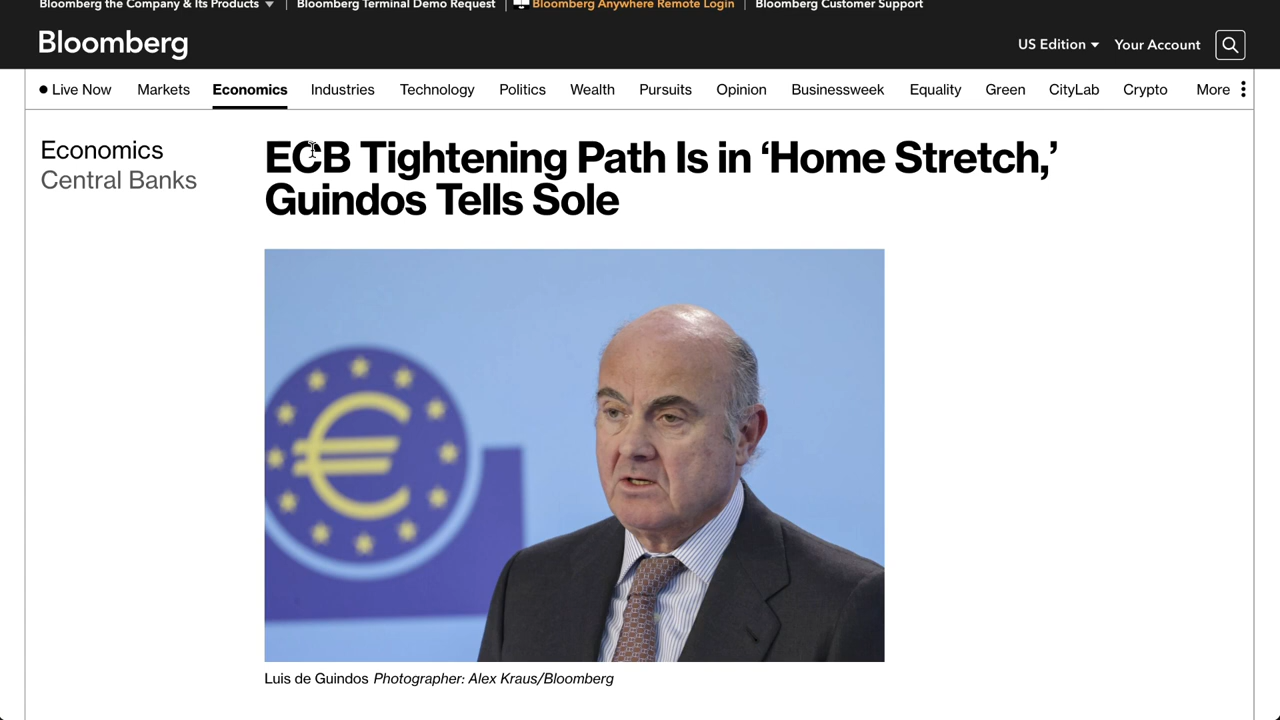 Bloomberg the Company & Its Products
Bloomberg Terminal Demo Request
Bloomberg Anywhere Remote Login
Bloomberg Customer Support
Bloomberg
US Edition
Your Account
Live Now
Markets
Economics
Industries
Technology
Politics
Wealth
Pursuits
Opinion
Businessweek
Equality
Green
CityLab
Crypto
More
Economics
Central Banks
ECB Tightening Path Is in ‘Home Stretch,’
Guindos Tells Sole
Luis de Guindos Photographer: Alex Kraus/Bloomberg